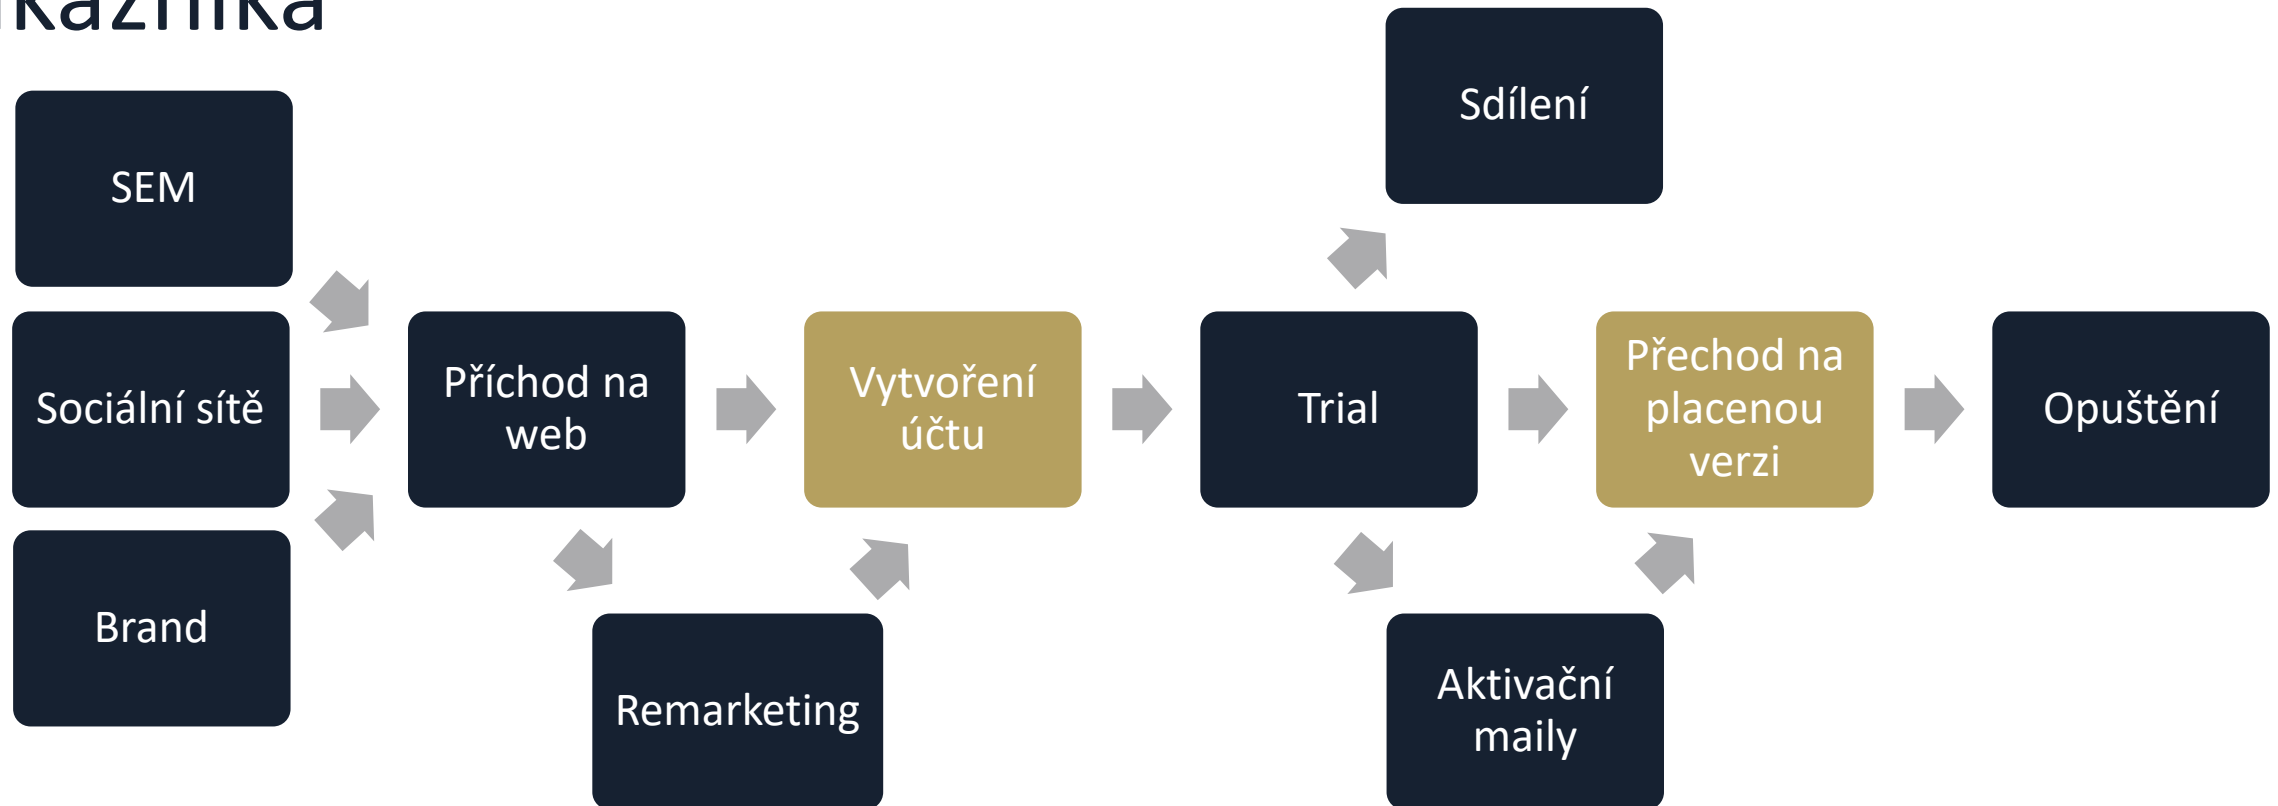 Sdílení
SEM
Sociální sítě
Příchod na
web
Vytvoření
účtu
Trial
Přechod na
placenou
verzi
Opuštění
Brand
Remarketing
Aktivační
maily